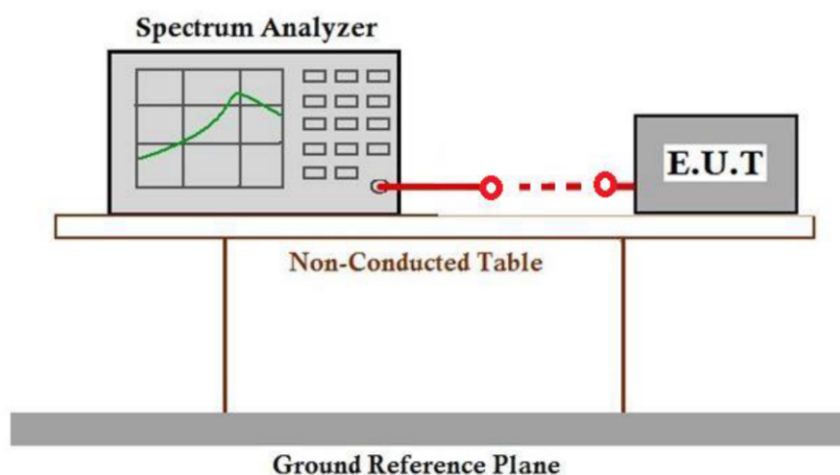 Spectrum Analyzer
E.U.T
Non-Conducted Table
Ground Reference Plane